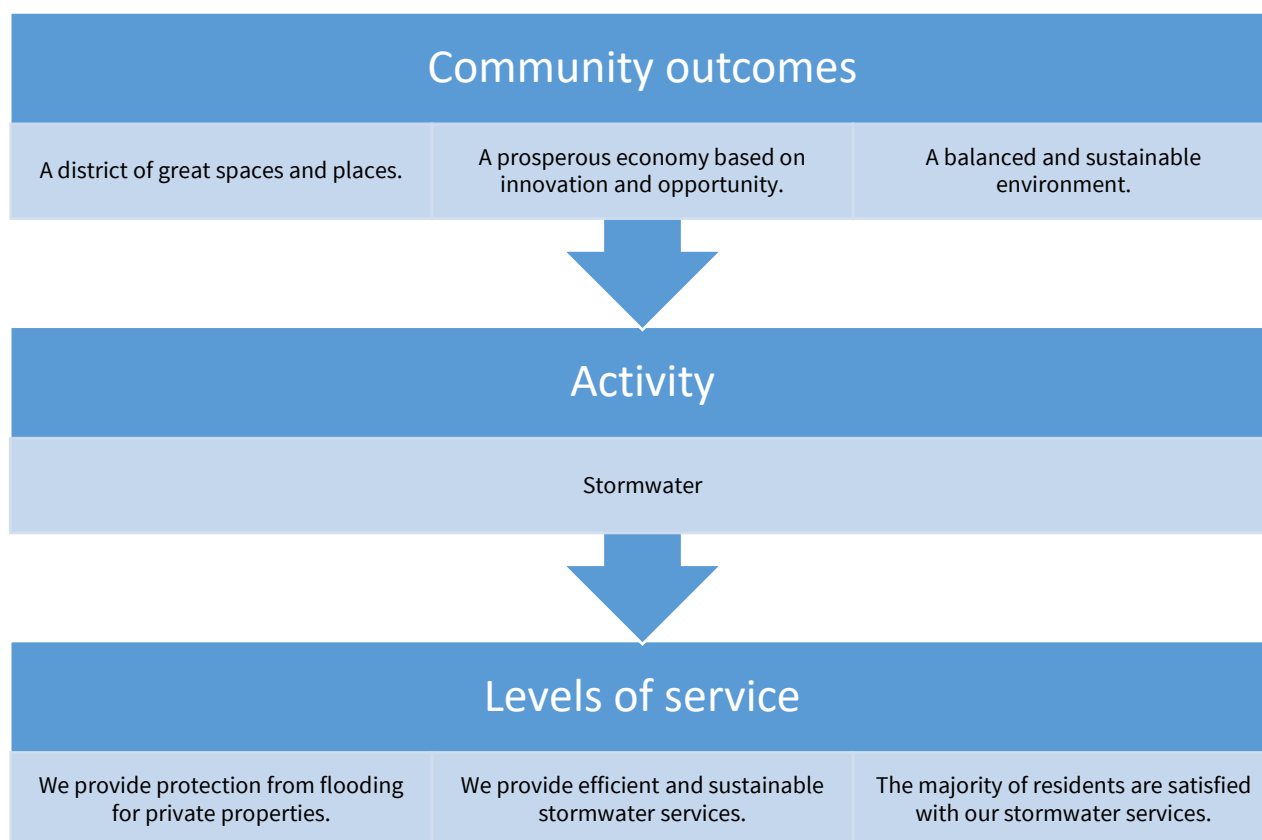 Community outcomes
A district of great spaces and places.
A prosperous economy based on
innovation and opportunity.
A balanced and sustainable
environment.
Activity
Stormwater
Levels of service
We provide protection from flooding
for private properties.
We provide efficient and sustainable
stormwater services.
The majority of residents are satisfied
with our stormwater services.